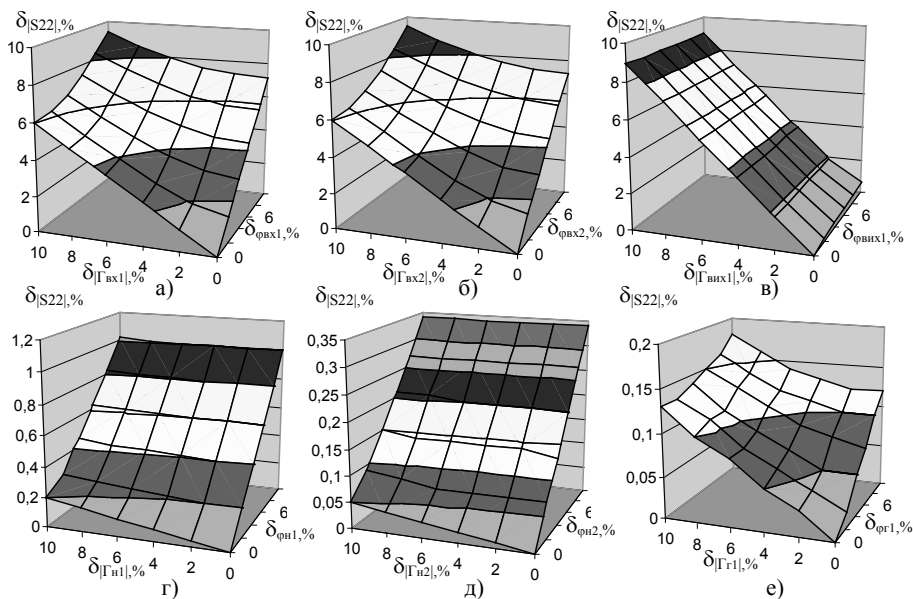 δ|S22|,% δ|S22|,% δ|S22|,%
10 10 10
8 8 8
6 6 6
4 4 4
2 2 2
0 0 0
10 8 6 4 2 0 10 8 6 4 2 0 10 8 6 4 2 0
0 6 0 6 0 6
δφвх1,% δφвх2,% δφвих1,%
δ|Гвх1|,% δ|Гвх2|,% δ|Гвих1|,%
а) б) в)
δ|S22|,% δ|S22|,% δ|S22|,%
1,2 0,35 0,2
1 0,3 0,15
0,8 0,25 0,1
0,6 0,2 0,05
0,4 0,15 0
0,2 0,1
0 0,05
0
10 8 6 4 2 0 10 8 6 4 2 0 10 8 6 4 2 0
0 6 0 6 0 6
δφн1,% δφн2,% δφг1,%
δ|Гн1|,% δ|Гн2|,% δ|Гг1|,%
г) д) е)